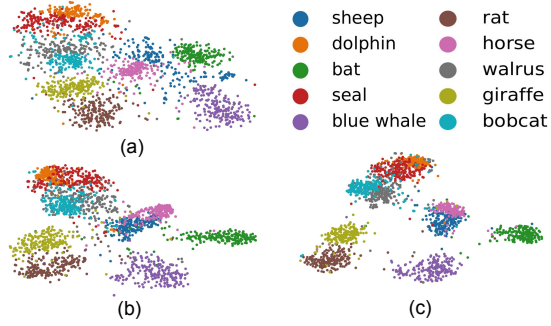 sheep
rat
dolphin
horse
bat
walrus
seal
giraffe
blue whale
bobcat
(a)
(b)
(c)